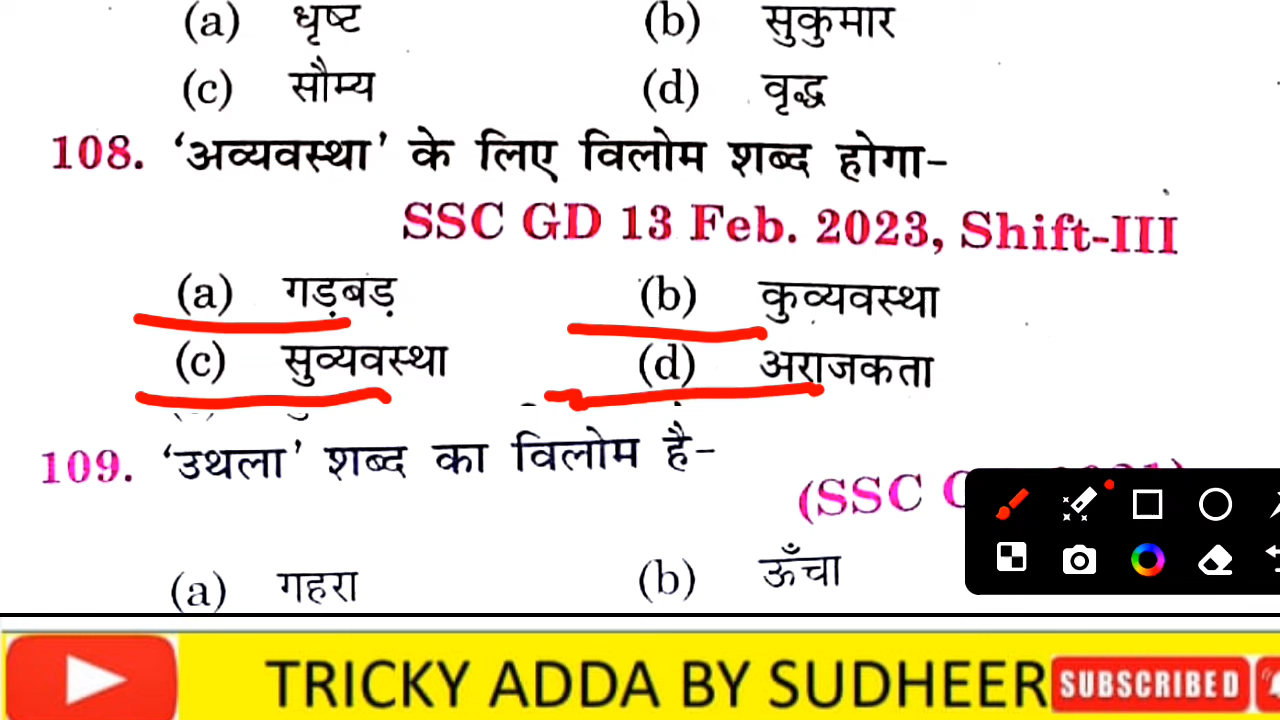 (a) धृष्ट (b) सुकुमार
(c) सौम्य (d) वृद्ध
108. 'अव्यवस्था' के लिए विलोम शब्द होगा-
SSC GD 13 Feb. 2023, Shift-III
(a) गड़बड़ (b) कुव्यवस्था
(c) सुव्यवस्था (d) अराजकता
109. 'उथला' शब्द का विलोम है-
(SSC
(a) गहरा (b) ऊँचा
TRICKY ADDA BY SUDHEER SUBSCRIBED